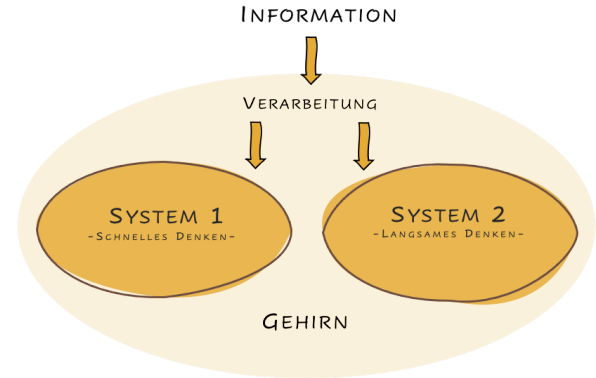 Information
Verarbeitung
System 1
-Schnelles Denken-
System 2
-Langsames Denken-
Gehirn